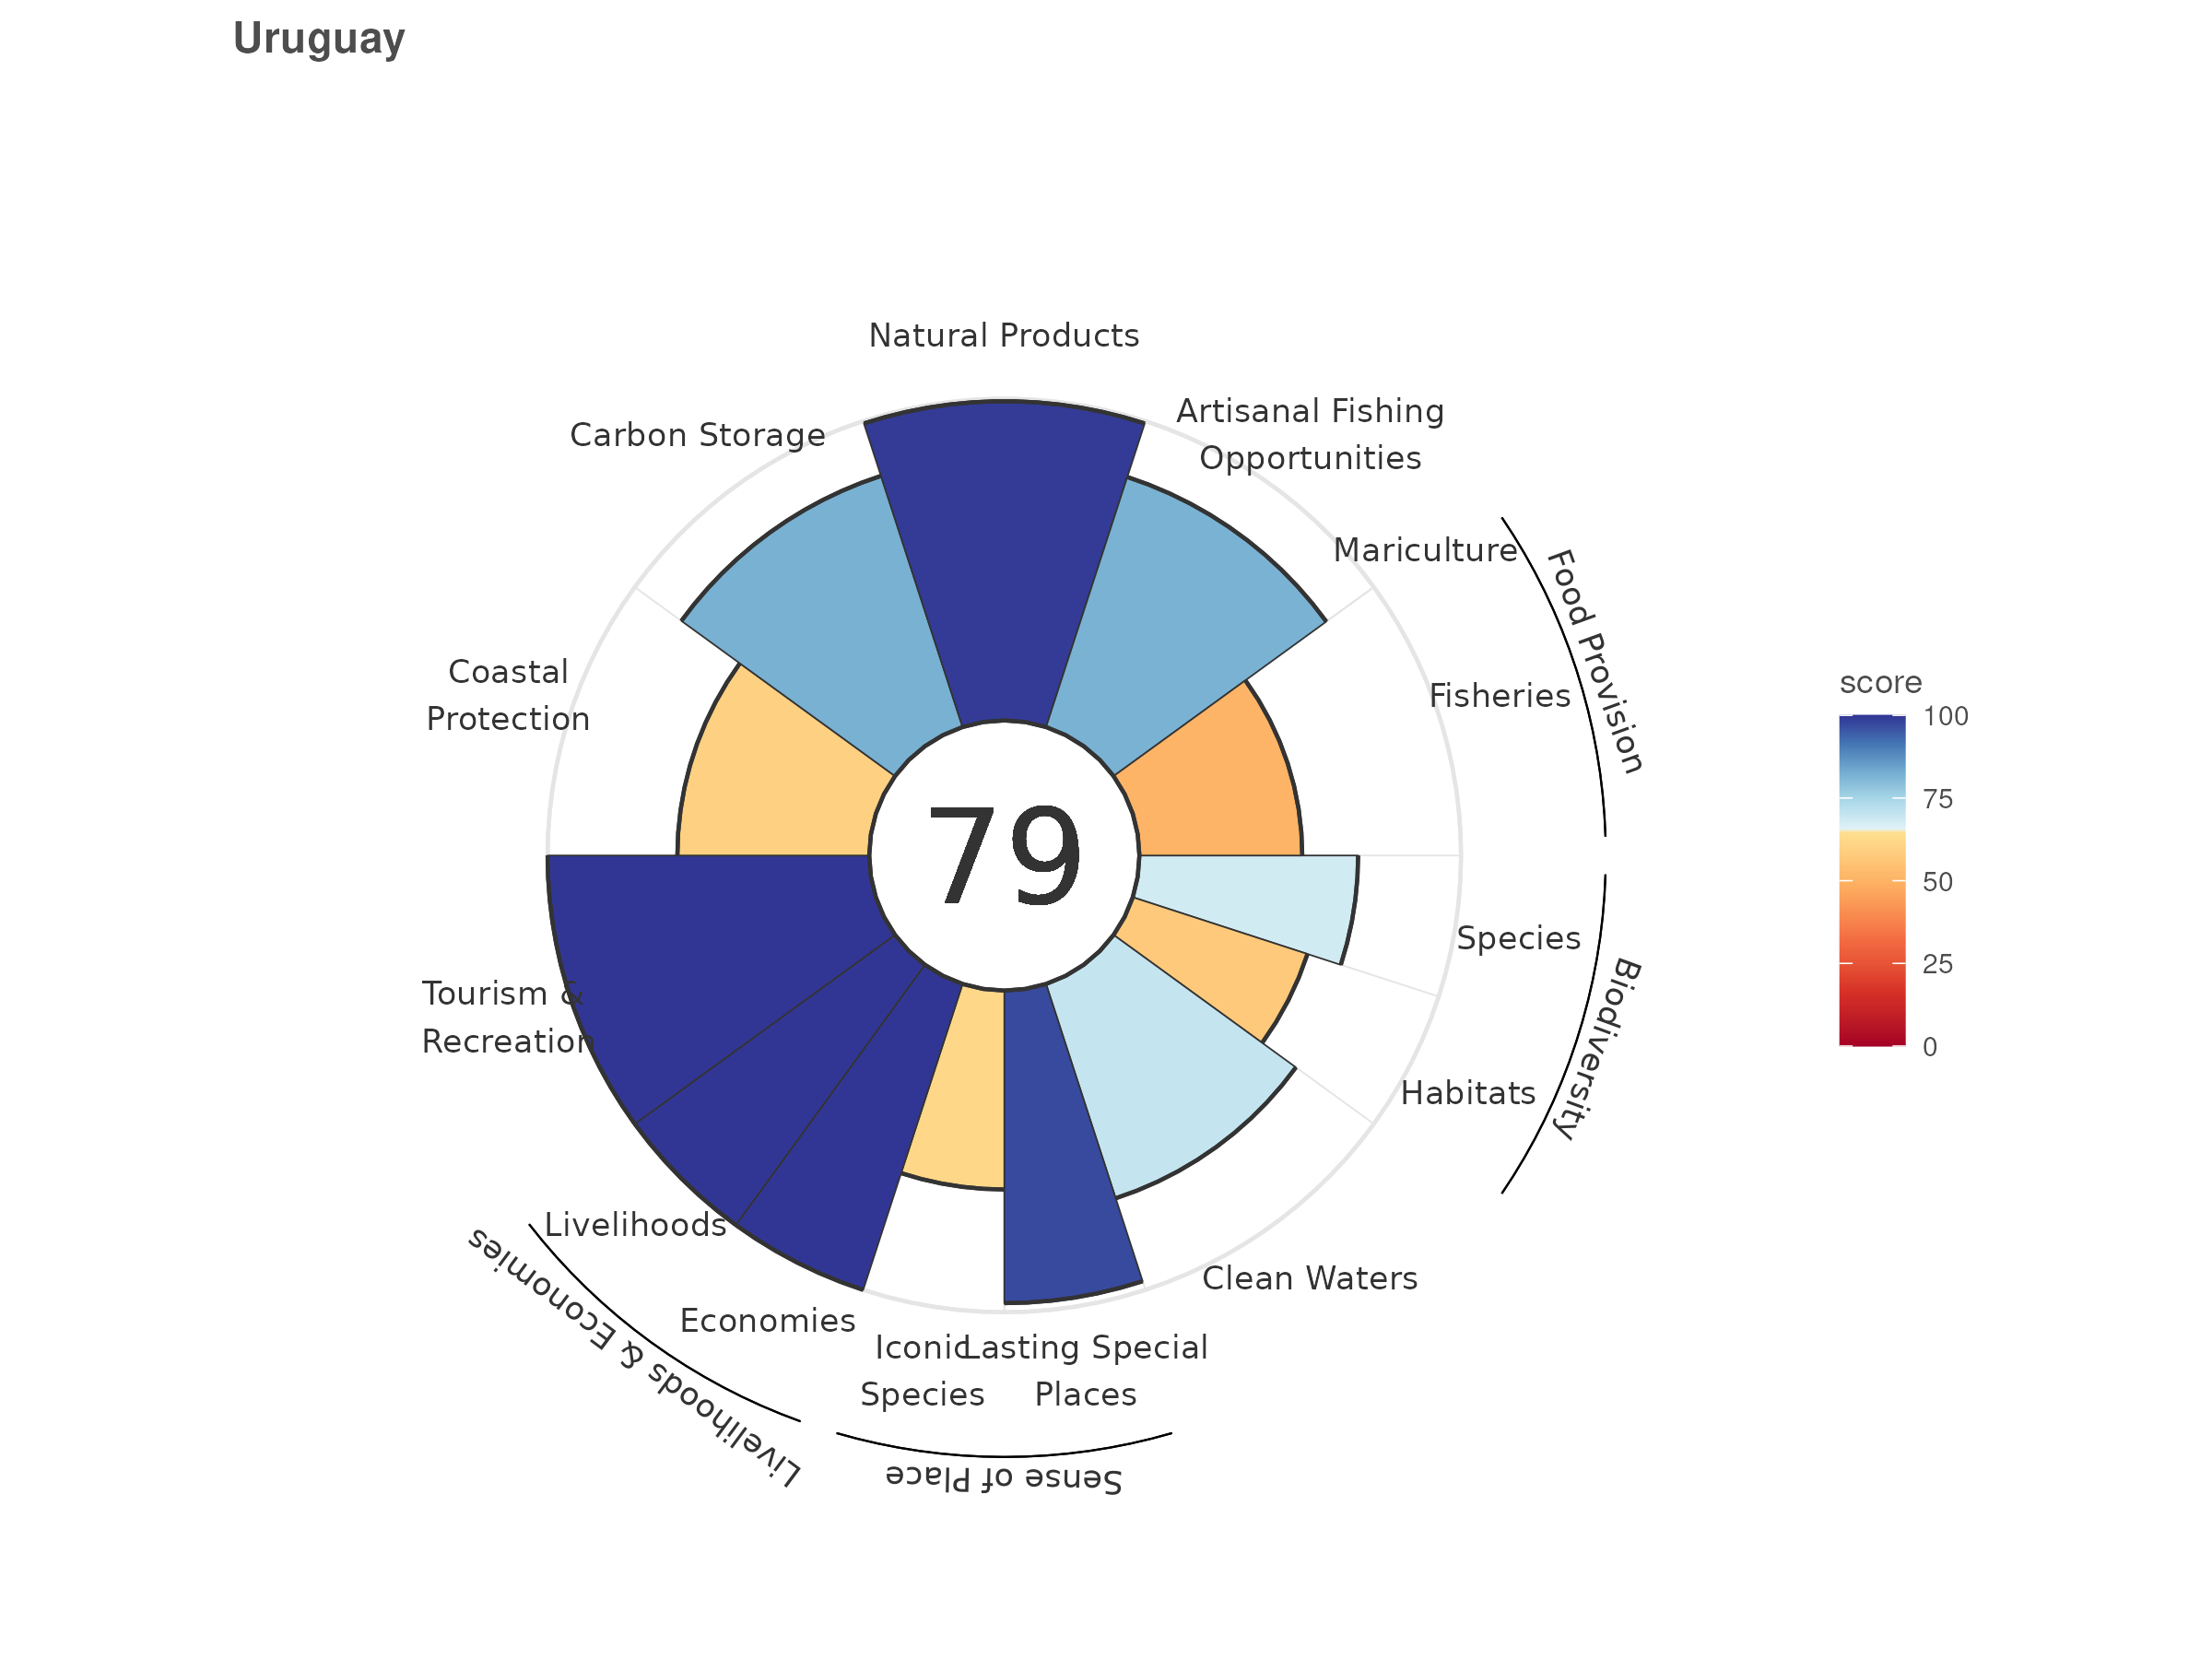 Uruguay
Natural Products
Artisanal Fishing
Opportunities
Carbon Storage
Mariculture
Food Provision
Coastal
Protection
Fisheries
score
100
75
50
25
0
79
Species
Biodiversity
Tourism &
Recreation
Habitats
Livelihoods
Clean Waters
Economies
Livelihoods & Economies
Iconic
Species
Lasting Special
Places
Sense of Place